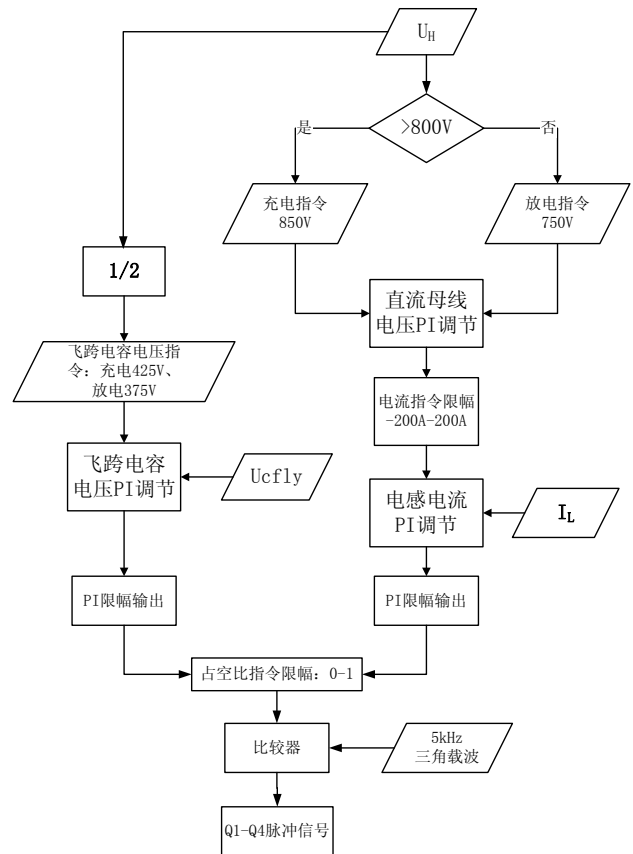 U_H
>800V
是
否
充电指令
850V
放电指令
750V
1/2
直流母线
电压PI调节
飞跨电容电压指
令：充电425V、
放电375V
电流指令限幅
-200A-200A
飞跨电容
电压PI调节
Ucfly
电感电流
PI调节
I_L
PI限幅输出
PI限幅输出
占空比指令限幅：0-1
比较器
5kHz
三角载波
Q1-Q4脉冲信号